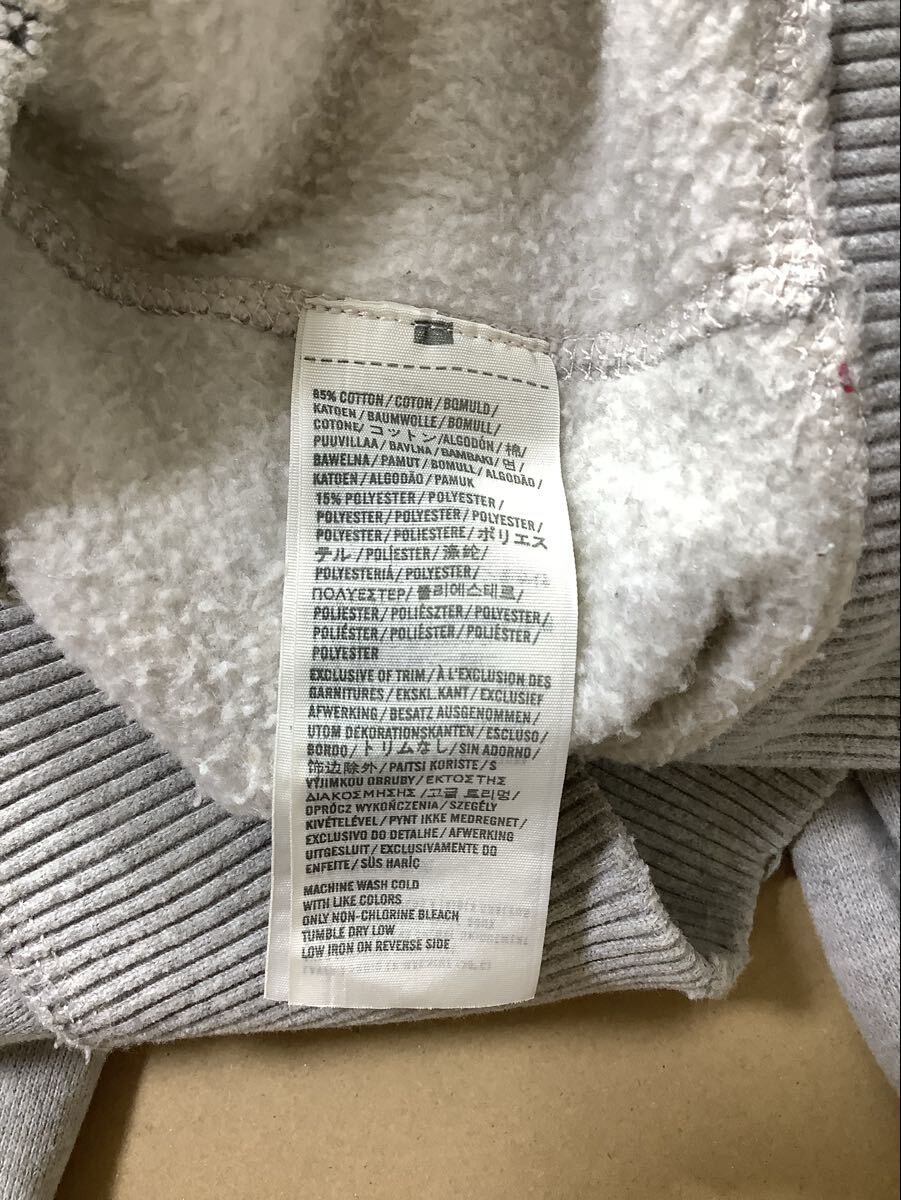 85% COTTON/COTON/BOMULD/
KATOEN/BAUMWOLLE/BOMULL/
COTONE/コットン/ALGODÓN/棉/
PUUVILLAA/BAVLNA/BAMBAKI/면/
BAWELNA/PAMUT/BOMULL/ALGODÃO/
KATOEN/ALGODÃO/PAMUK
15% POLYESTER/POLYESTER/
POLYESTER/POLYESTER/POLYESTER/
POLYESTER/POLIESTERE/ポリエス
テル/POLÍESTER/涤纶/
POLYESTERIÁ/POLYESTER/
ΠΟΛΥΕΣΤΕΡ/폴리에스테르/
POLIESTER/POLIÉSZTER/POLYESTER/
POLIÉSTER/POLIÉSTER/POLIÉSTER/
POLYESTER
EXCLUSIVE OF TRIM/À L'EXCLUSION DES
GARNITURES/EKSKL KANT/EXCLUSIEF
AFWERKING/BESATZ AUSGENOMMEN/
UTOM DEKORATIONSKANTEN/ESCLUSO/
BORDO/トリムなし/SIN ADORNO/
饰边除外/PAITSI KORISTE/S
VÝJIMKOU OBRUBY/ΕΚΤΟΣ ΤΗΣ
ΔΙΑΚΟΣΜΗΣΗΣ/고글 트리멍/
OPRÓCZ WYKOŃCZENIA/SZEGÉLY
KIVÉTELÉVEL/PYNT IKKE MEDREGNET/
EXCLUSIVO DO DETALHE/AFWERKING
UITGESLUIT/EXCLUSIVAMENTE DO
ENFEITE/SÜS HARIÇ
MACHINE WASH COLD
WITH LIKE COLORS
ONLY NON-CHLORINE BLEACH
TUMBLE DRY LOW
LOW IRON ON REVERSE SIDE